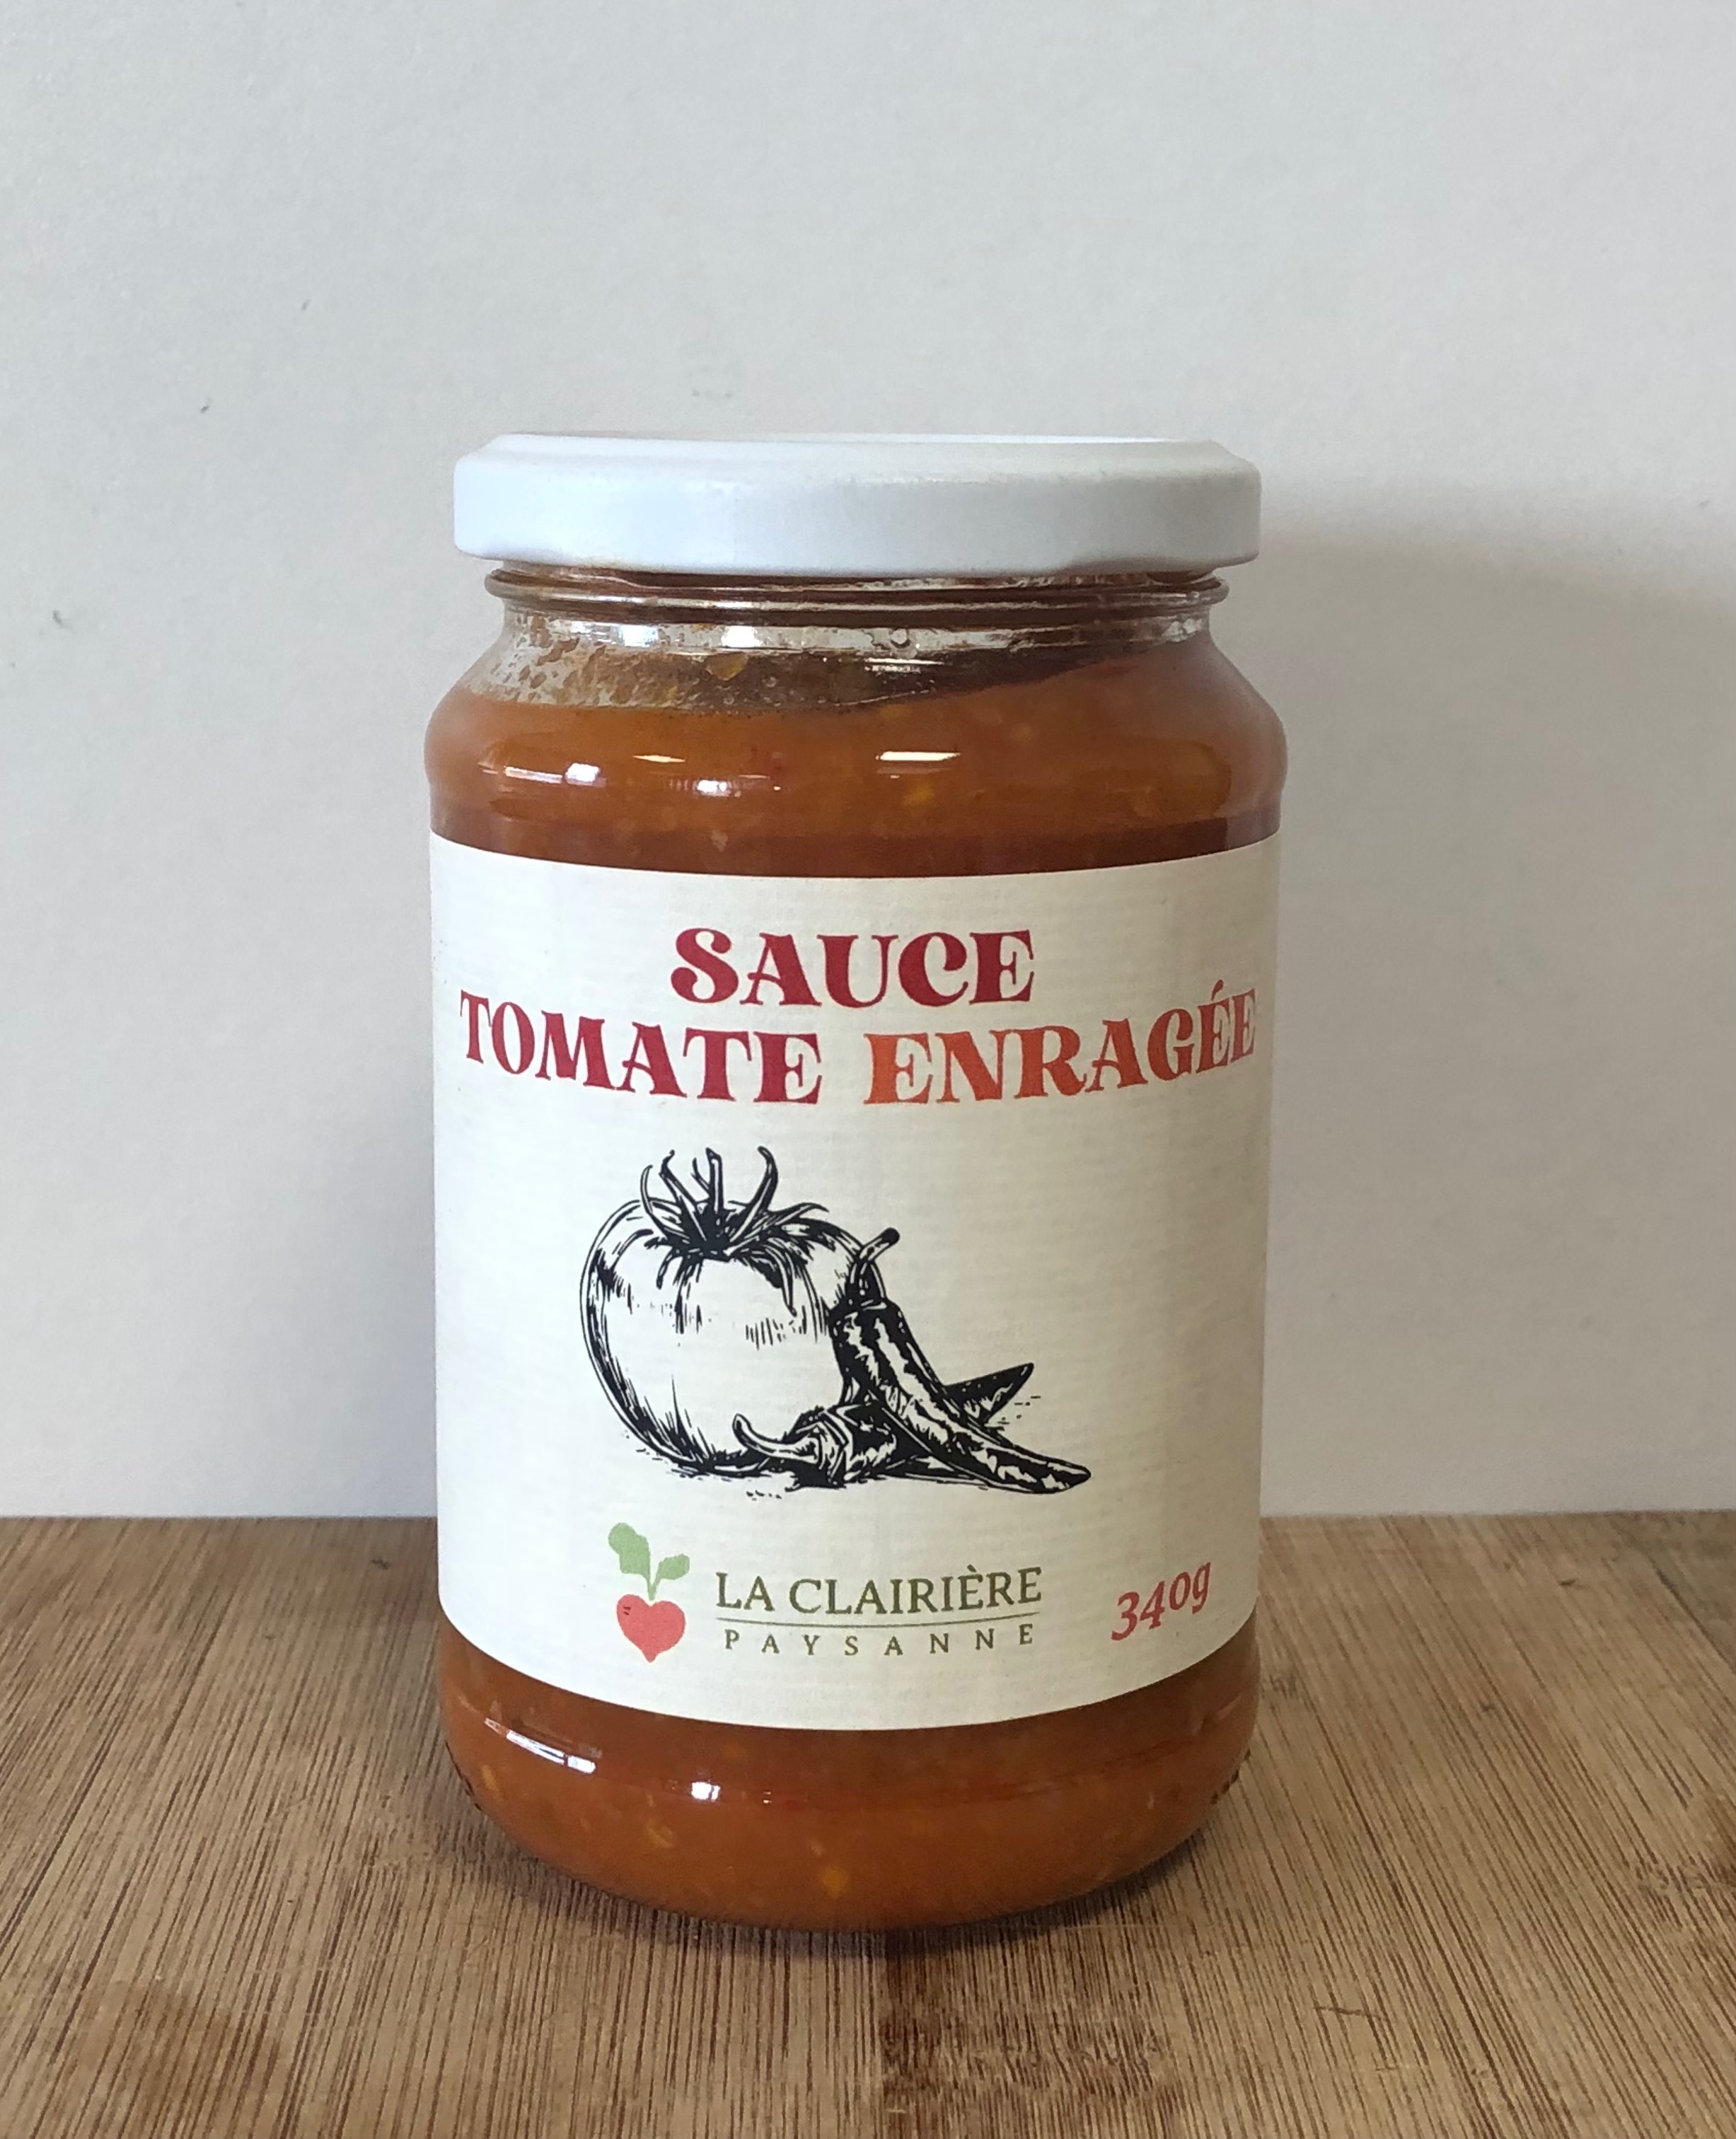 SAUCE
TOMATE ENRAGÉE
LA CLAIRIÈRE
PAYSANNE
340g